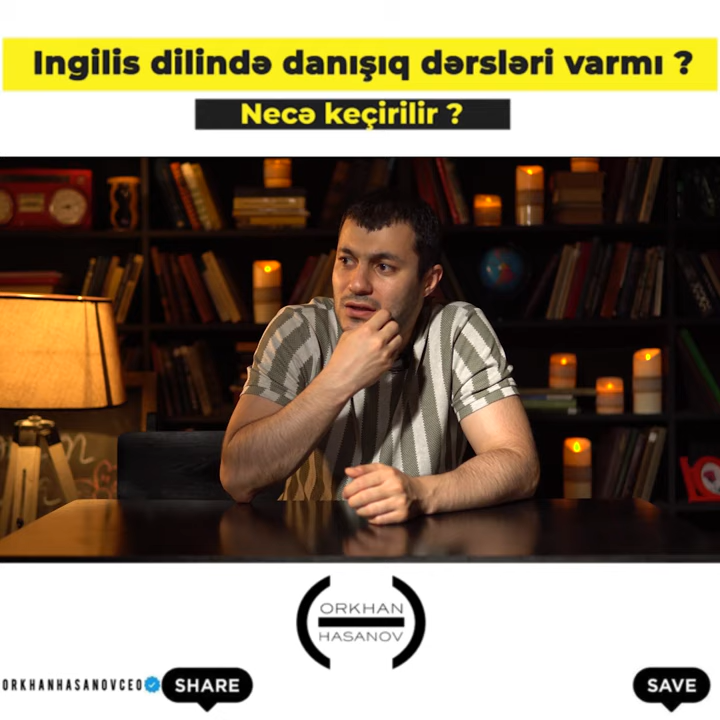 Ingilis dilində danışıq dərsləri varmı ?
Necə keçirilir ?
ORKHAN
HASANOV
ORKHANHASANOVCEO
SHARE
SAVE